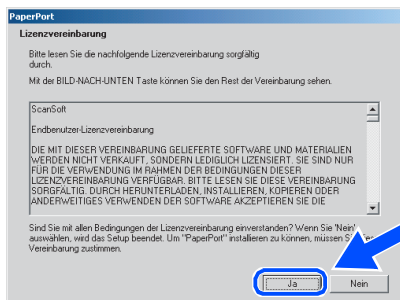 PaperPort
Lizenzvereinbarung
Bitte lesen Sie die nachfolgende Lizenzvereinbarung sorgfältig
durch.
Mit der BILD-NACH-UNTEN Taste können Sie den Rest der Vereinbarung sehen.
ScanSoft
Endbenutzer-Lizenzvereinbarung
DIE MIT DIESER VEREINBARUNG GELIEFERTE SOFTWARE UND MATERIALIEN
WERDEN NICHT VERKAUFT, SONDERN LEDIGLICH LIZENSIERT. SIE SIND NUR
FÜR DIE VERWENDUNG IM RAHMEN DER BEDINGUNGEN DIESER
LIZENZVEREINBARUNG VERFÜGBAR. BITTE LESEN SIE DIESE VEREINBARUNG
SORGFÄLTIG. DURCH HERUNTERLADEN, INSTALLIEREN, KOPIEREN ODER
ANDERWEITIGES VERWENDEN DER SOFTWARE AKZEPTIEREN SIE DIE
Sind Sie mit allen Bedingungen der Lizenzvereinbarung einverstanden? Wenn Sie 'Nein'
auswählen, wird das Setup beendet. Um "PaperPort" installieren zu können, müssen
Vereinbarung zustimmen.
Ja
Nein